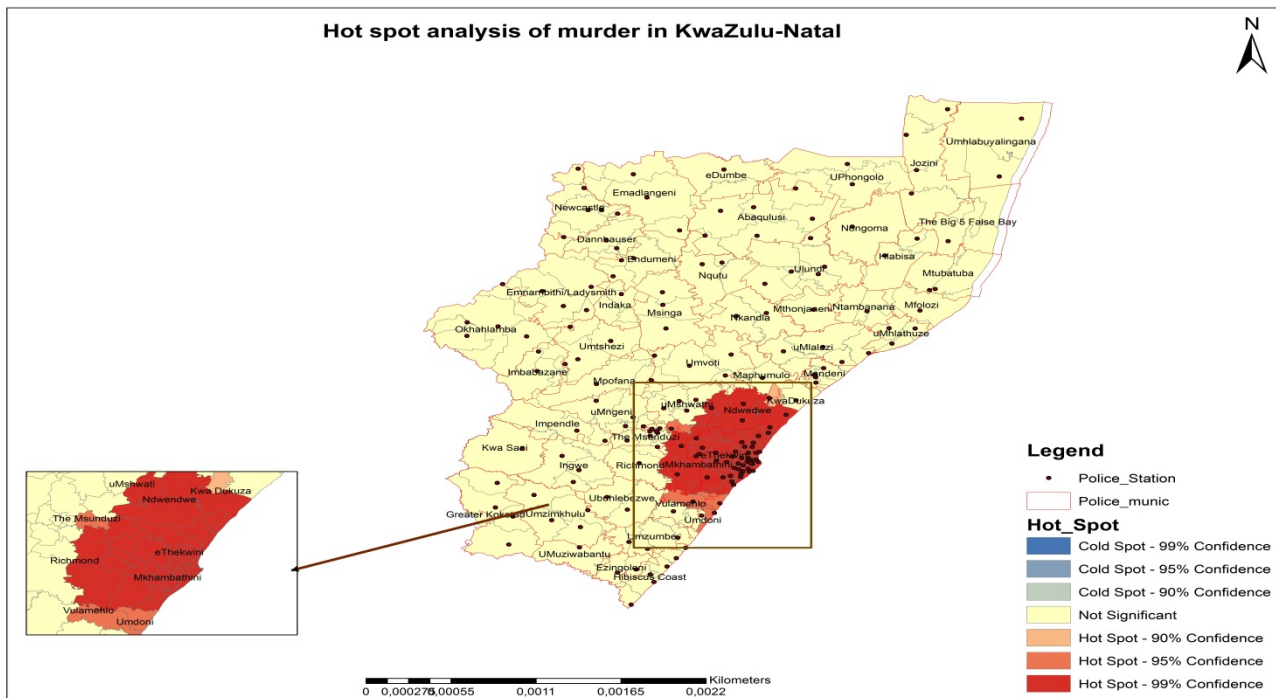 Hot spot analysis of murder in KwaZulu-Natal
N
Umhlabuyalingana
Jozini
eDumbe
UPhongolo
Emadlangeni
Newcastle
Abaqulusi
The Big 5 False Bay
Nongoma
Dannhauser
Hlabisa
Endumeni
Nqutu
Ulundi
Mtubatuba
Emnambithi/Ladysmith
Indaka
Msinga
Nkandla
Mthonjaneni
Ntambanana
Mfolozi
Okhahlamba
uMhlathuze
Umtshezi
uMlalazi
Imbabazane
Umvoti
Maphumulo
Mandeni
Mpofana
uMshwathi
Ndwedwe
KwaDukuza
uMngeni
Impendle
The Msunduzi
Kwa Sani
eThekwini
Ingwe
Richmond
Mkhambathini
Ubuhlebezwe
Vulamehlo
Greater Kokstad
Umzimkhulu
Umdoni
Umzumbe
UMuziwabantu
Ezingoleni
Hibiscus Coast
uMshwati
Kwa Dukuza
Ndwendwe
The Msunduzi
eThekwini
Richmond
Mkhambathini
Vulamehlo
Umdoni
Legend
Police_Station
Police_munic
Hot_Spot
Cold Spot - 99% Confidence
Cold Spot - 95% Confidence
Cold Spot - 90% Confidence
Not Significant
Hot Spot - 90% Confidence
Hot Spot - 95% Confidence
Hot Spot - 99% Confidence
Kilometers
0 0,000275 0,00055 0,0011 0,00165 0,0022